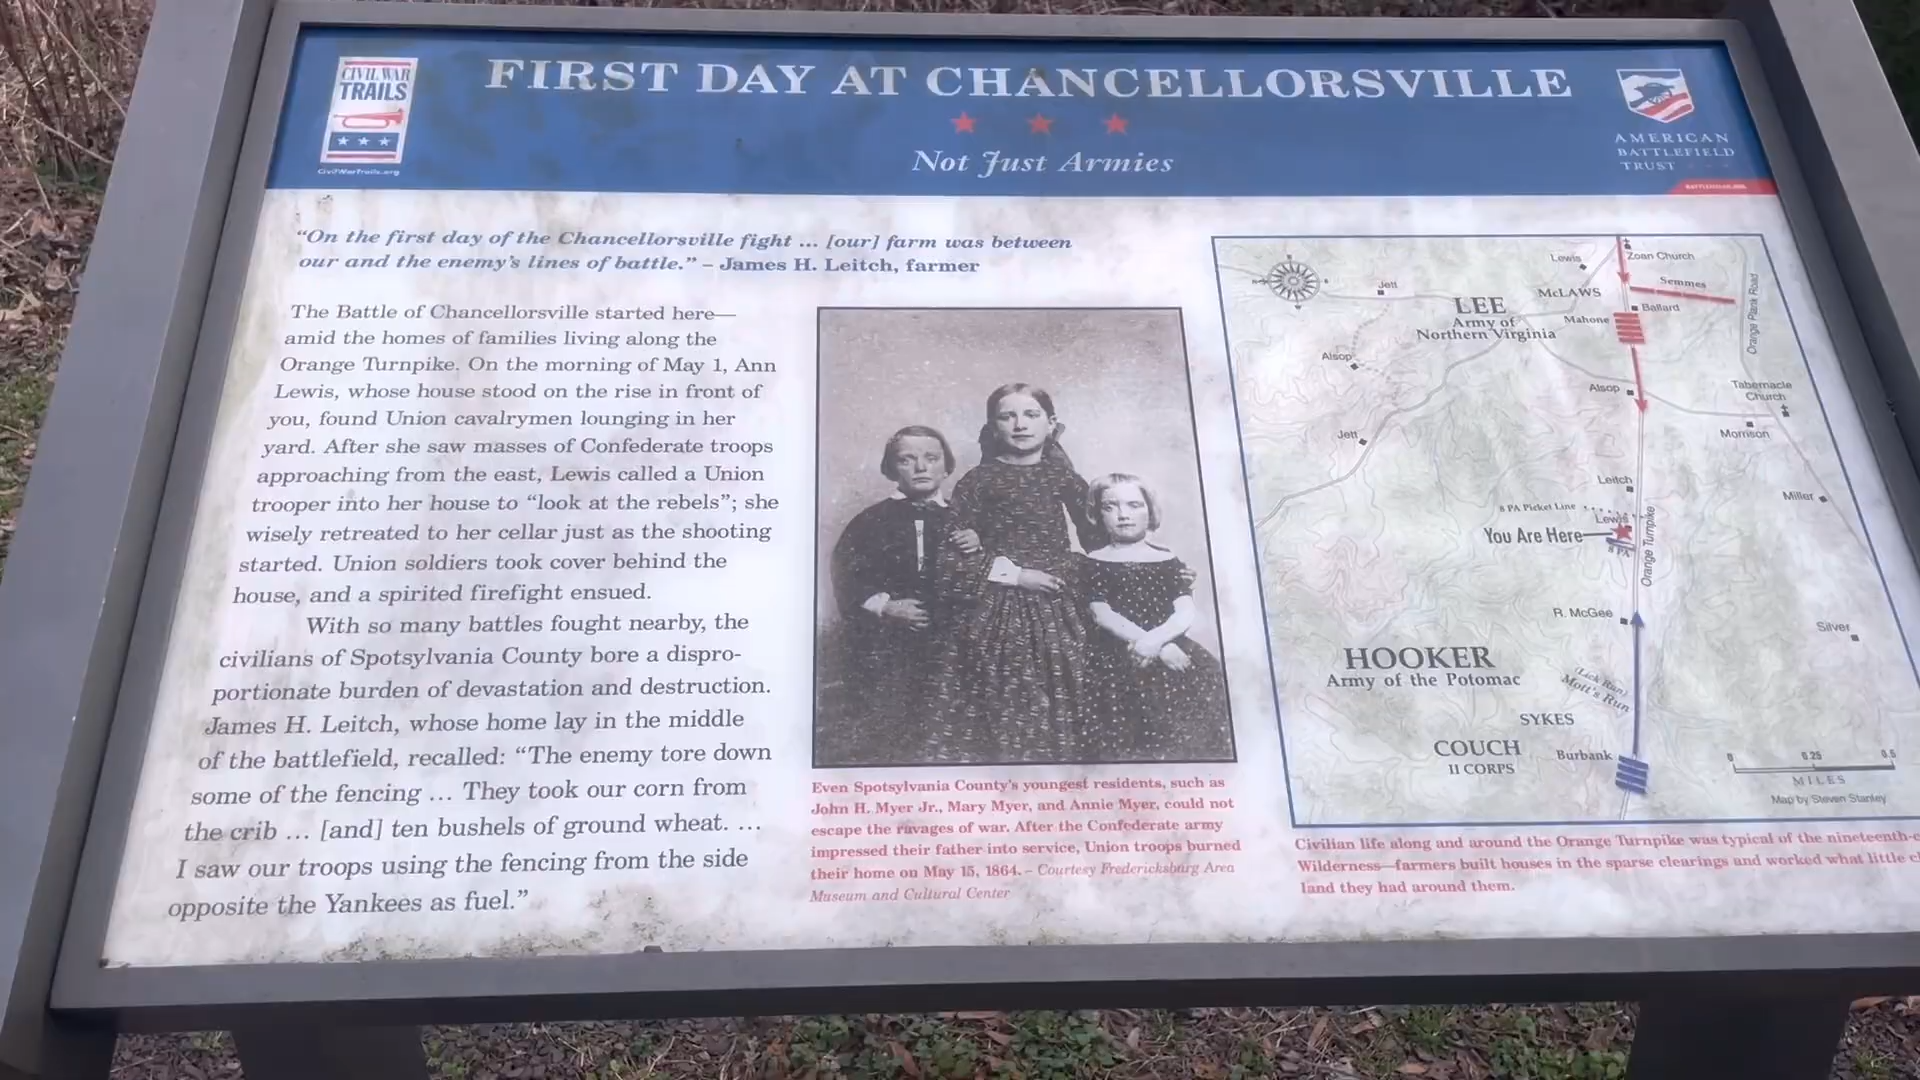 CIVIL WAR
TRAILS
CivilWarTrails.org
FIRST DAY AT CHANCELLORSVILLE
Not Just Armies
AMERICAN
BATTLEFIELD
TRUST
"On the first day of the Chancellorsville fight ... [our] farm was between
our and the enemy's lines of battle." – James H. Leitch, farmer
The Battle of Chancellorsville started here—
amid the homes of families living along the
Orange Turnpike. On the morning of May 1, Ann
Lewis, whose house stood on the rise in front of
you, found Union cavalrymen lounging in her
yard. After she saw masses of Confederate troops
approaching from the east, Lewis called a Union
trooper into her house to "look at the rebels"; she
wisely retreated to her cellar just as the shooting
started. Union soldiers took cover behind the
house, and a spirited firefight ensued.
With so many battles fought nearby, the
civilians of Spotsylvania County bore a dispro-
portionate burden of devastation and destruction.
James H. Leitch, whose home lay in the middle
of the battlefield, recalled: "The enemy tore down
some of the fencing ... They took our corn from
the crib ... [and] ten bushels of ground wheat. ...
I saw our troops using the fencing from the side
opposite the Yankees as fuel."
Even Spotsylvania County's youngest residents, such as
John H. Myer Jr., Mary Myer, and Annie Myer, could not
escape the ravages of war. After the Confederate army
impressed their father into service, Union troops burned
their home on May 15, 1864. – Courtesy Fredericksburg Area
Museum and Cultural Center
Zoan Church
Lewis
Semmes
Jett
McLAWS
LEE
Army of
Northern Virginia
Ballard
Mahone
Orange Plank Road
Alsop
Alsop
Tabernacle
Church
Morrison
Jett
Leitch
Miller
8 PA Picket Line
Lewis
You Are Here
8 PA
Orange Turnpike
R. McGee
Silver
HOOKER
Army of the Potomac
(Lick Run)
Mott's Run
SYKES
COUCH
II CORPS
Burbank
0 0.25 0.5
MILES
Map by Steven Stanley
Civilian life along and around the Orange Turnpike was typical of the nineteenth-c
Wilderness—farmers built houses in the sparse clearings and worked what little cl
land they had around them.